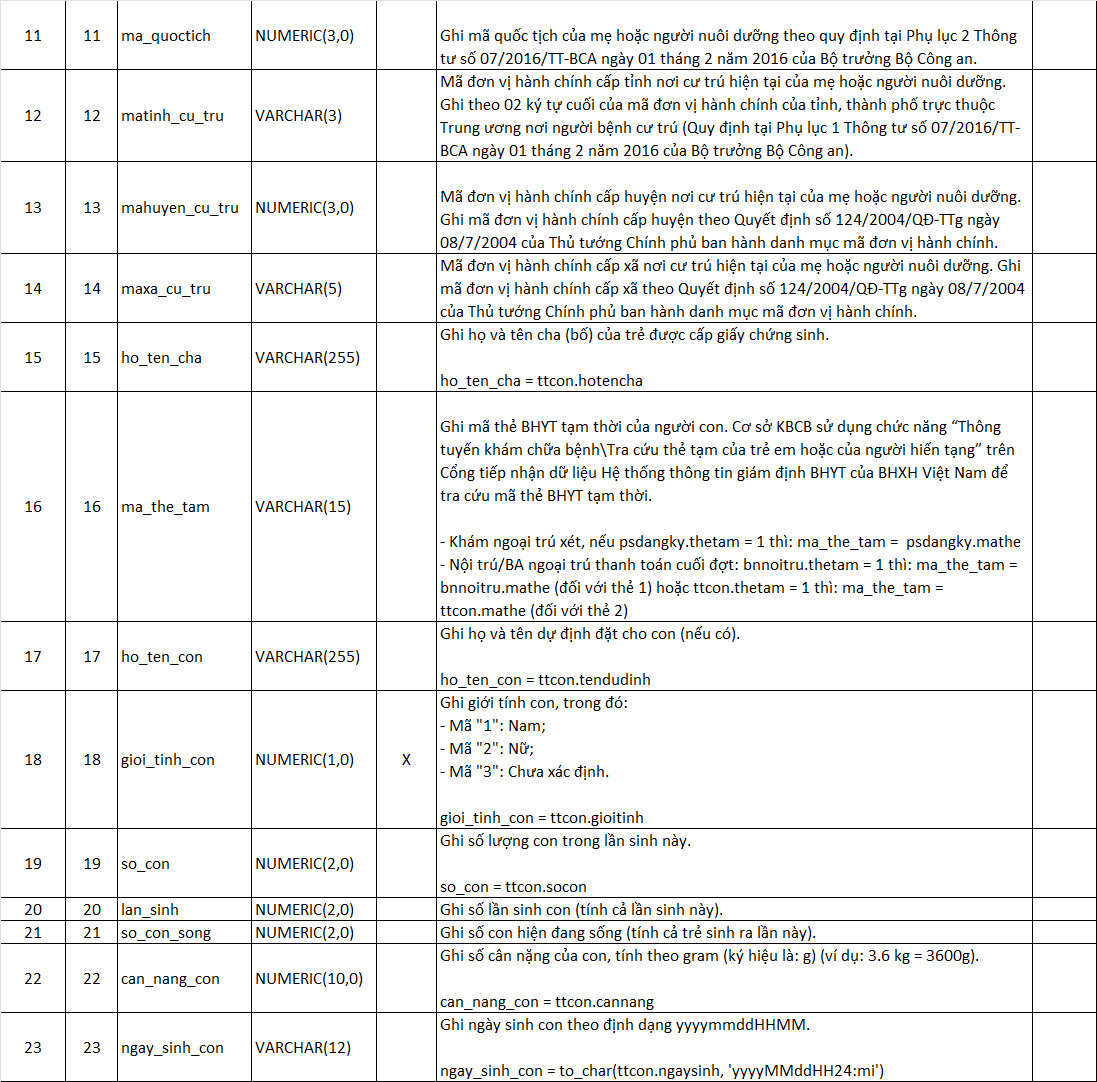 11 11 ma_quoctich NUMERIC(3,0) Ghi mã quốc tịch của mẹ hoặc người nuôi dưỡng theo quy định tại Phụ lục 2 Thông
tư số 07/2016/TT-BCA ngày 01 tháng 2 năm 2016 của Bộ trưởng Bộ Công an.
12 12 matinh_cu_tru VARCHAR(3) Mã đơn vị hành chính cấp tỉnh nơi cư trú hiện tại của mẹ hoặc người nuôi dưỡng.
Ghi theo 02 ký tự cuối của mã đơn vị hành chính của tỉnh, thành phố trực thuộc
Trung ương nơi người bệnh cư trú (Quy định tại Phụ lục 1 Thông tư số 07/2016/TT-
BCA ngày 01 tháng 2 năm 2016 của Bộ trưởng Bộ Công an).
13 13 mahuyen_cu_tru NUMERIC(3,0) Mã đơn vị hành chính cấp huyện nơi cư trú hiện tại của mẹ hoặc người nuôi dưỡng.
Ghi mã đơn vị hành chính cấp huyện theo Quyết định số 124/2004/QĐ-TTg ngày
08/7/2004 của Thủ tướng Chính phủ ban hành danh mục mã đơn vị hành chính.
14 14 maxa_cu_tru VARCHAR(5) Mã đơn vị hành chính cấp xã nơi cư trú hiện tại của mẹ hoặc người nuôi dưỡng. Ghi
mã đơn vị hành chính cấp xã theo Quyết định số 124/2004/QĐ-TTg ngày 08/7/2004
của Thủ tướng Chính phủ ban hành danh mục mã đơn vị hành chính.
15 15 ho_ten_cha VARCHAR(255) Ghi họ và tên cha (bố) của trẻ được cấp giấy chứng sinh.
ho_ten_cha = ttcon.hotencha
16 16 ma_the_tam VARCHAR(15) Ghi mã thẻ BHYT tạm thời của người con. Cơ sở KBCB sử dụng chức năng “Thông
tuyến khám chữa bệnh\Tra cứu thẻ tạm của trẻ em hoặc của người hiến tạng” trên
Cổng tiếp nhận dữ liệu Hệ thống thông tin giám định BHYT của BHXH Việt Nam để
tra cứu mã thẻ BHYT tạm thời.
- Khám ngoại trú xét, nếu psdangky.thetam = 1 thì: ma_the_tam = psdangky.mathe
- Nội trú/BA ngoại trú thanh toán cuối đợt: bnnoitru.thetam = 1 thì: ma_the_tam =
bnnoitru.mathe (đối với thẻ 1) hoặc ttcon.thetam = 1 thì: ma_the_tam =
ttcon.mathe (đối với thẻ 2)
17 17 ho_ten_con VARCHAR(255) Ghi họ và tên dự định đặt cho con (nếu có).
ho_ten_con = ttcon.tendudinh
18 18 gioi_tinh_con NUMERIC(1,0) X Ghi giới tính con, trong đó:
- Mã "1": Nam;
- Mã "2": Nữ;
- Mã "3": Chưa xác định.
gioi_tinh_con = ttcon.gioitinh
19 19 so_con NUMERIC(2,0) Ghi số lượng con trong lần sinh này.
so_con = ttcon.socon
20 20 lan_sinh NUMERIC(2,0) Ghi số lần sinh con (tính cả lần sinh này).
21 21 so_con_song NUMERIC(2,0) Ghi số con hiện đang sống (tính cả trẻ sinh ra lần này).
22 22 can_nang_con NUMERIC(10,0) Ghi số cân nặng của con, tính theo gram (ký hiệu là: g) (ví dụ: 3.6 kg = 3600g).
can_nang_con = ttcon.cannang
23 23 ngay_sinh_con VARCHAR(12) Ghi ngày sinh con theo định dạng yyyymmddHHMM.
ngay_sinh_con = to_char(ttcon.ngaysinh, 'yyyyMMddHH24:mi')